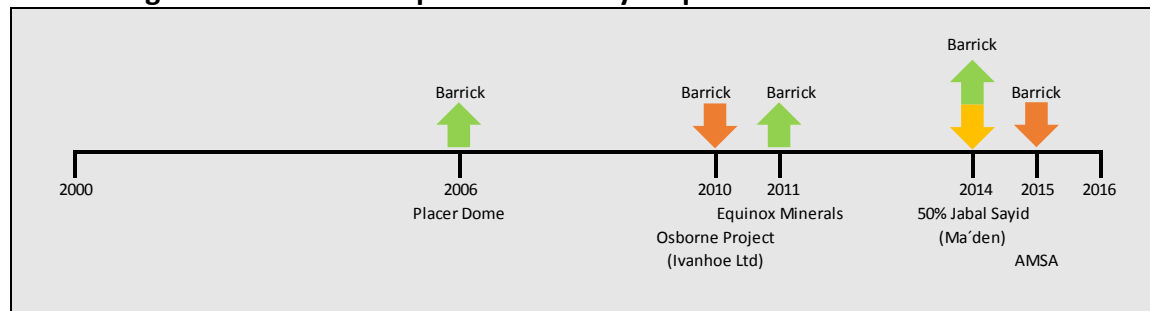 Barrick
Barrick
Barrick
Barrick
Barrick
2000
2006
2010
2011
2014
2015
2016
Placer Dome
Equinox Minerals
50% Jabal Sayid
Osborne Project
(Ma´den)
(Ivanhoe Ltd)
AMSA